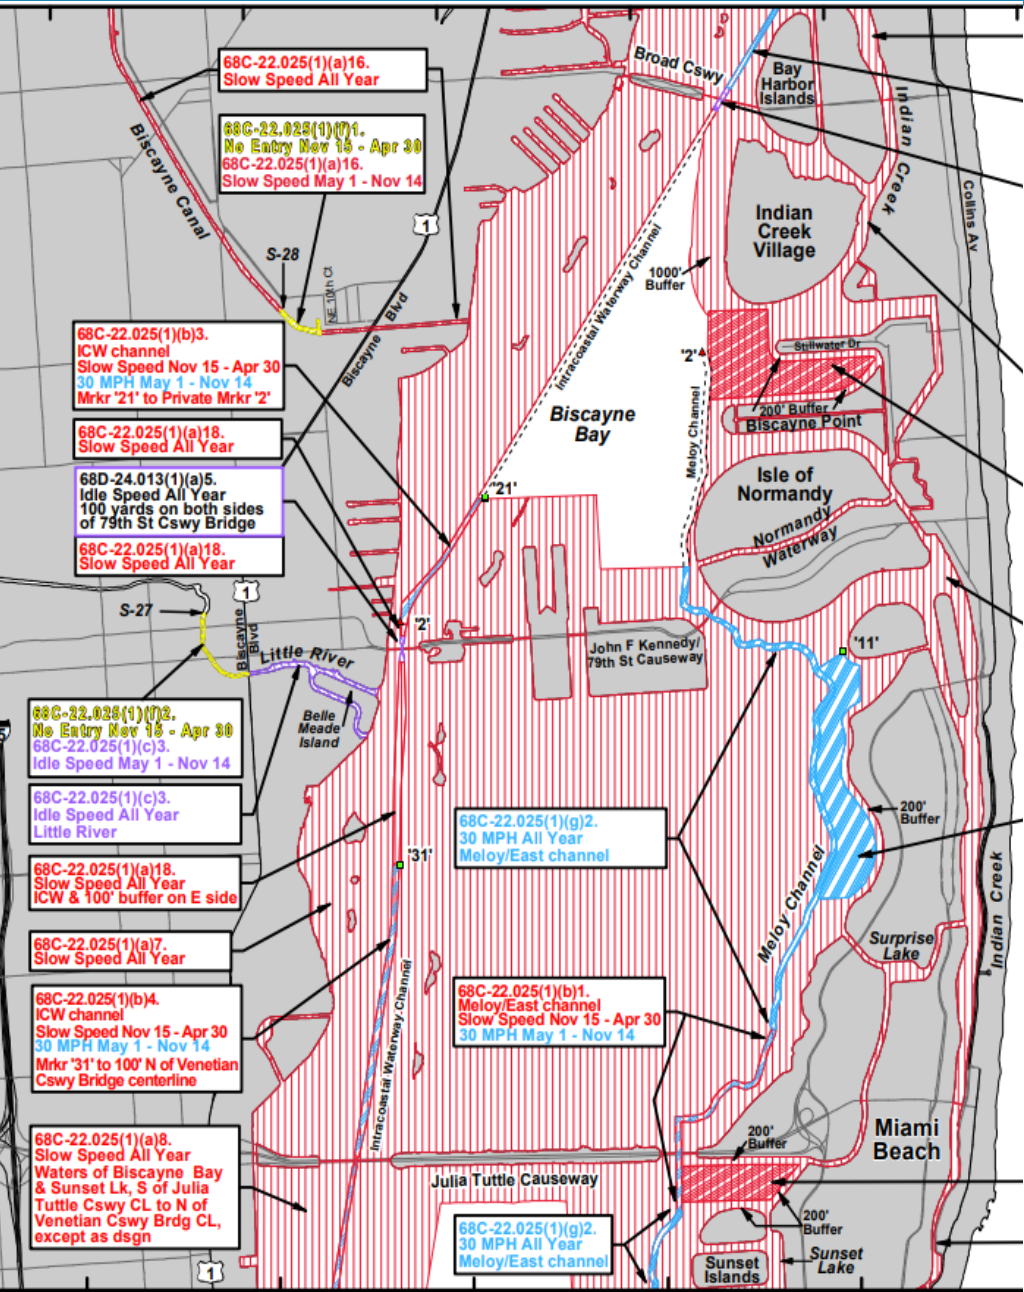 68C-22.025(1)(a)16.
Slow Speed All Year
68C-22.025(1)(f)1.
No Entry Nov 15 - Apr 30
68C-22.025(1)(a)16.
Slow Speed May 1 - Nov 14
Broad Cswy
Bay
Harbor
Islands
Indian Creek
Collins Av
Biscayne Canal
1
S-28
NE 10th Ct
Biscayne Blvd
Indian
Creek
Village
1000'
Buffer
Intracoastal Waterway Channel
68C-22.025(1)(b)3.
ICW channel
Slow Speed Nov 15 - Apr 30
30 MPH May 1 - Nov 14
Mrkr '21' to Private Mrkr '2'
'2'
Stillwater Dr
Meloy Channel
200' Buffer
Biscayne Point
Biscayne
Bay
68C-22.025(1)(a)18.
Slow Speed All Year
68D-24.013(1)(a)5.
Idle Speed All Year
100 yards on both sides
of 79th St Cswy Bridge
68C-22.025(1)(a)18.
Slow Speed All Year
'21'
Isle of
Normandy
Normandy
Waterway
1
S-27
Biscayne
Blvd
Little River
Belle
Meade
Island
'2'
John F Kennedy/
79th St Causeway
'11'
68C-22.025(1)(f)2.
No Entry Nov 15 - Apr 30
68C-22.025(1)(c)3.
Idle Speed May 1 - Nov 14
68C-22.025(1)(c)3.
Idle Speed All Year
Little River
68C-22.025(1)(g)2.
30 MPH All Year
Meloy/East channel
200'
Buffer
'31'
68C-22.025(1)(a)18.
Slow Speed All Year
ICW & 100' buffer on E side
68C-22.025(1)(a)7.
Slow Speed All Year
Meloy Channel
Surprise
Lake
Indian Creek
68C-22.025(1)(b)4.
ICW channel
Slow Speed Nov 15 - Apr 30
30 MPH May 1 - Nov 14
Mrkr '31' to 100' N of Venetian
Cswy Bridge centerline
Intracoastal Waterway Channel
68C-22.025(1)(b)1.
Meloy/East channel
Slow Speed Nov 15 - Apr 30
30 MPH May 1 - Nov 14
68C-22.025(1)(a)8.
Slow Speed All Year
Waters of Biscayne Bay
& Sunset Lk, S of Julia
Tuttle Cswy CL to N of
Venetian Cswy Brdg CL,
except as dsgn
200'
Buffer
Miami
Beach
Julia Tuttle Causeway
68C-22.025(1)(g)2.
30 MPH All Year
Meloy/East channel
200'
Buffer
Sunset
Islands
Sunset
Lake
1